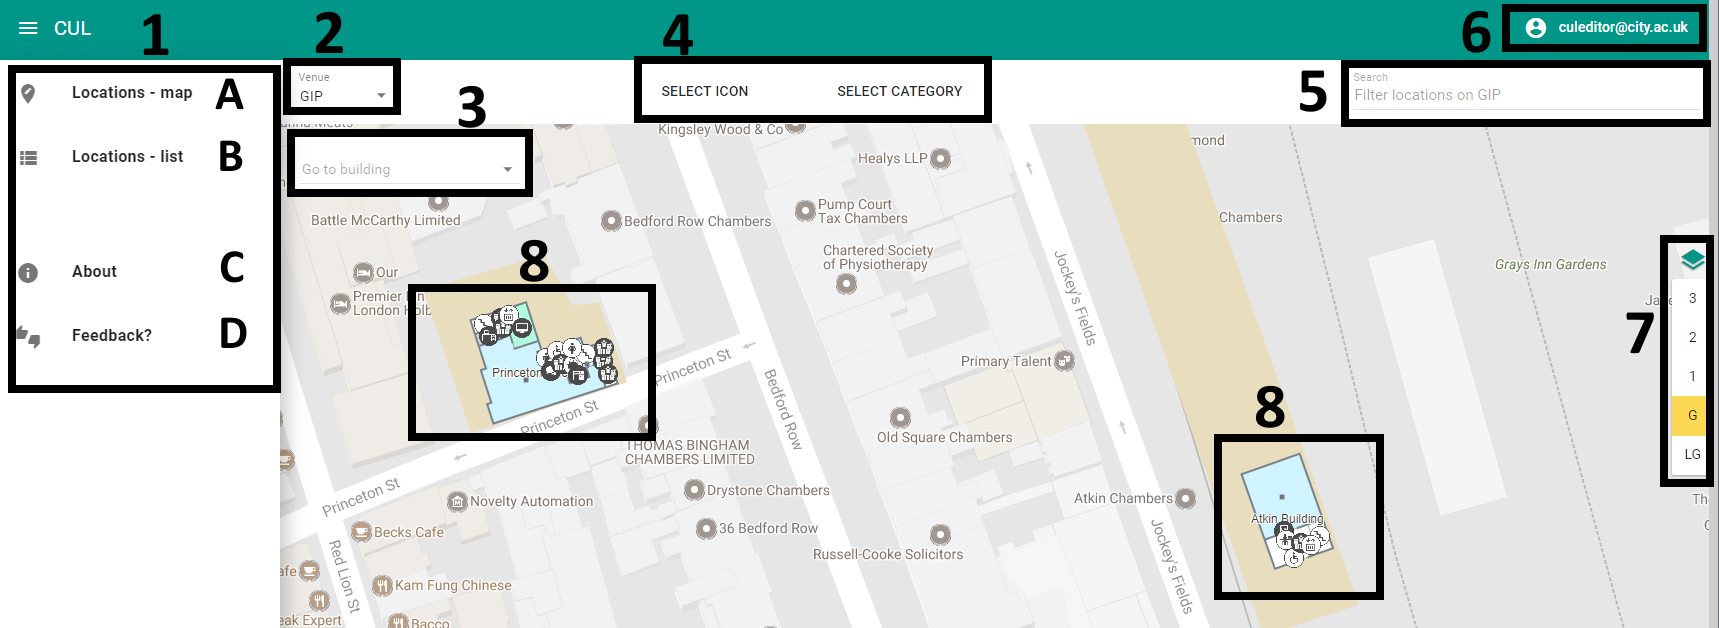 CUL
1
2
4
6
culeditor@city.ac.uk
Locations - map
A
Venue
GIP
3
SELECT ICON
SELECT CATEGORY
5
Search
Filter locations on GIP
Locations - list
B
Go to building
Kingsley Wood & Co
Healys LLP
mond
Battle McCarthy Limited
Bedford Row Chambers
Pump Court
Tax Chambers
Chambers
About
C
Our
8
Chartered Society
of Physiotherapy
Jockey's Fields
Grays Inn Gardens
Premier Inn
London Holb
3
2
1
G
LG
7
Feedback?
D
Princeton
Princeton St
Princeton St
Bedford Row
Primary Talent
8
THOMAS BINGHAM
CHAMBERS LIMITED
Old Square Chambers
Princeton St
Novelty Automation
Drystone Chambers
Atkin Chambers
Th
Becks Cafe
36 Bedford Row
Atkin Building
Russell-Cooke Solicitors
Jockey's Fields
Red Lion St
afe
Kam Fung Chinese
eak Expert
Bacco